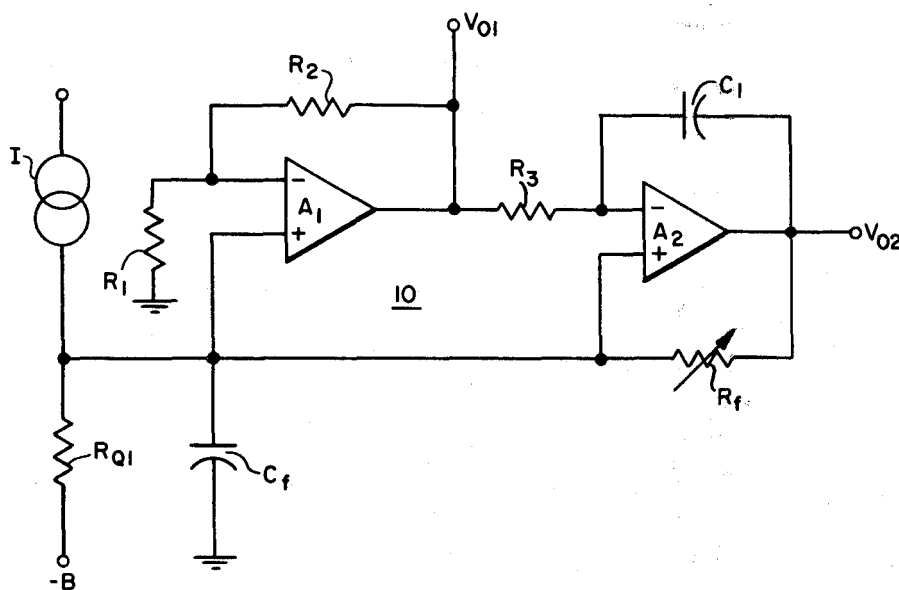 V01
R2
C1
I
R3
−
A1
+
−
A2
+
V02
R1
10
Rf
RQ1
Cf
-B